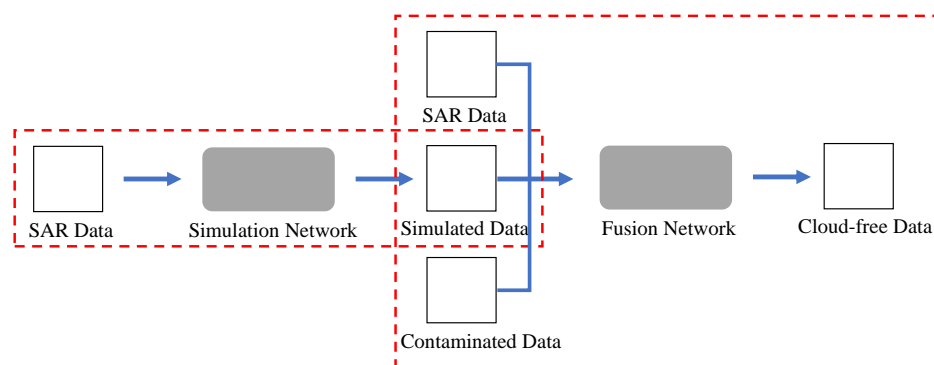 SAR Data
SAR Data
Simulation Network
Simulated Data
Fusion Network
Cloud-free Data
Contaminated Data